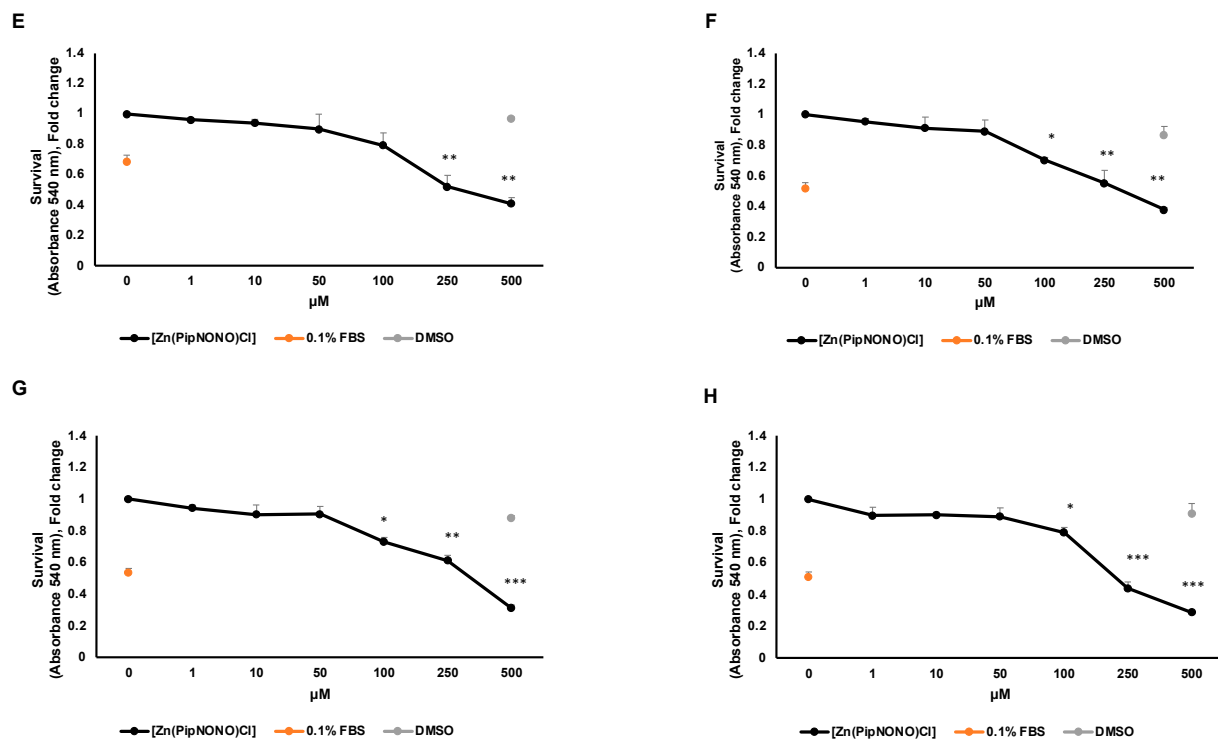 E
Survival
(Absorbance 540 nm), Fold change
1.4
1.2
1
0.8
0.6
0.4
0.2
0
** **
0 1 10 50 100 250 500
µM
[Zn(PipNONO)Cl] 0.1% FBS DMSO
F
Survival
(Absorbance 540 nm), Fold change
1.4
1.2
1
0.8
0.6
0.4
0.2
0
* ** **
0 1 10 50 100 250 500
µM
[Zn(PipNONO)Cl] 0.1% FBS DMSO
G
Survival
(Absorbance 540 nm), Fold change
1.4
1.2
1
0.8
0.6
0.4
0.2
0
* ** ***
0 1 10 50 100 250 500
µM
[Zn(PipNONO)Cl] 0.1% FBS DMSO
H
Survival
(Absorbance 540 nm), Fold change
1.4
1.2
1
0.8
0.6
0.4
0.2
0
* *** ***
0 1 10 50 100 250 500
µM
[Zn(PipNONO)Cl] 0.1% FBS DMSO